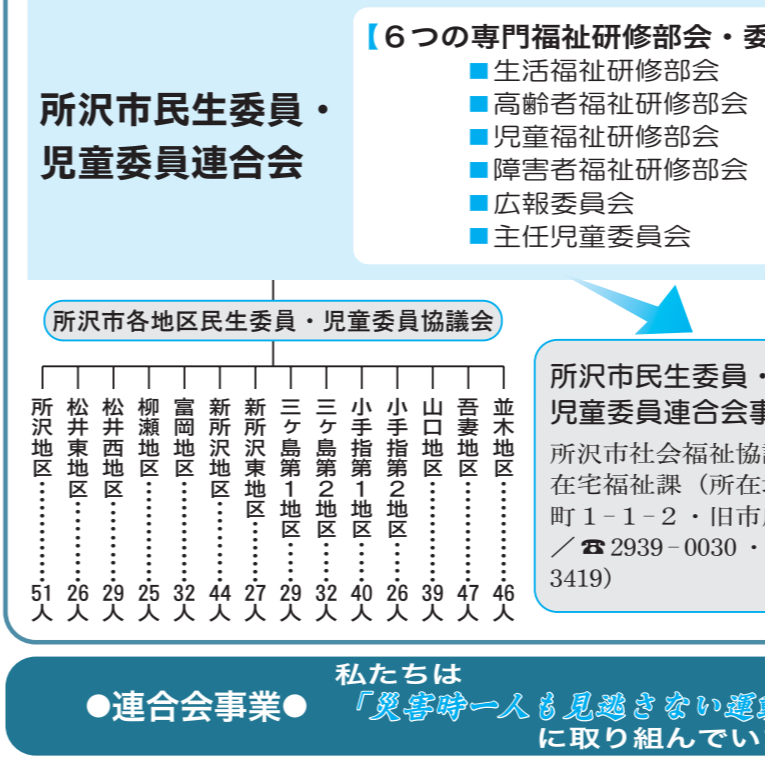 所沢市民生委員・
児童委員連合会
【６つの専門福祉研修部会・委
■生活福祉研修部会
■高齢者福祉研修部会
■児童福祉研修部会
■障害者福祉研修部会
■広報委員会
■主任児童委員会
所沢市各地区民生委員・児童委員協議会
所沢地区…………51人
松井東地区…………26人
松井西地区…………29人
柳瀬地区…………25人
富岡地区…………32人
新所沢地区…………44人
新所沢東地区………27人
三ケ島第１地区……29人
三ケ島第２地区……32人
小手指第１地区……40人
小手指第２地区……26人
山口地区…………39人
吾妻地区…………47人
並木地区…………46人
所沢市民生委員・
児童委員連合会事
所沢市社会福祉協
在宅福祉課（所在
町１−１−２・旧市
／☎2939−0030・
3419）
●連合会事業●
私たちは
「災害時一人も見逃さない運動
に取り組んでい